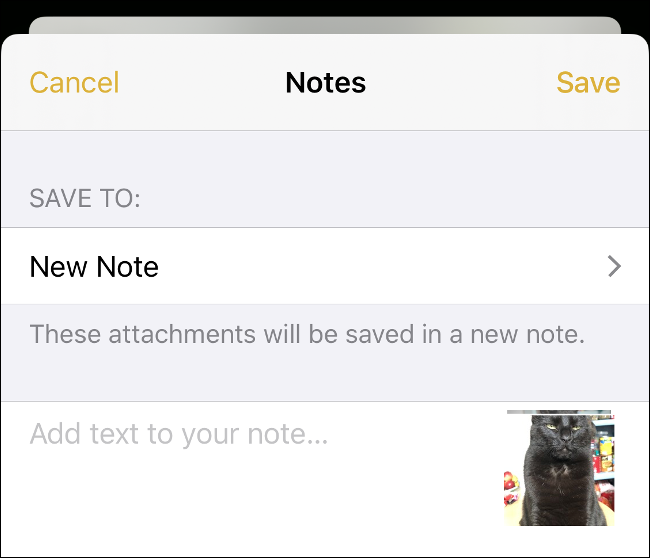 Cancel Notes Save
SAVE TO:
New Note
These attachments will be saved in a new note.
Add text to your note...